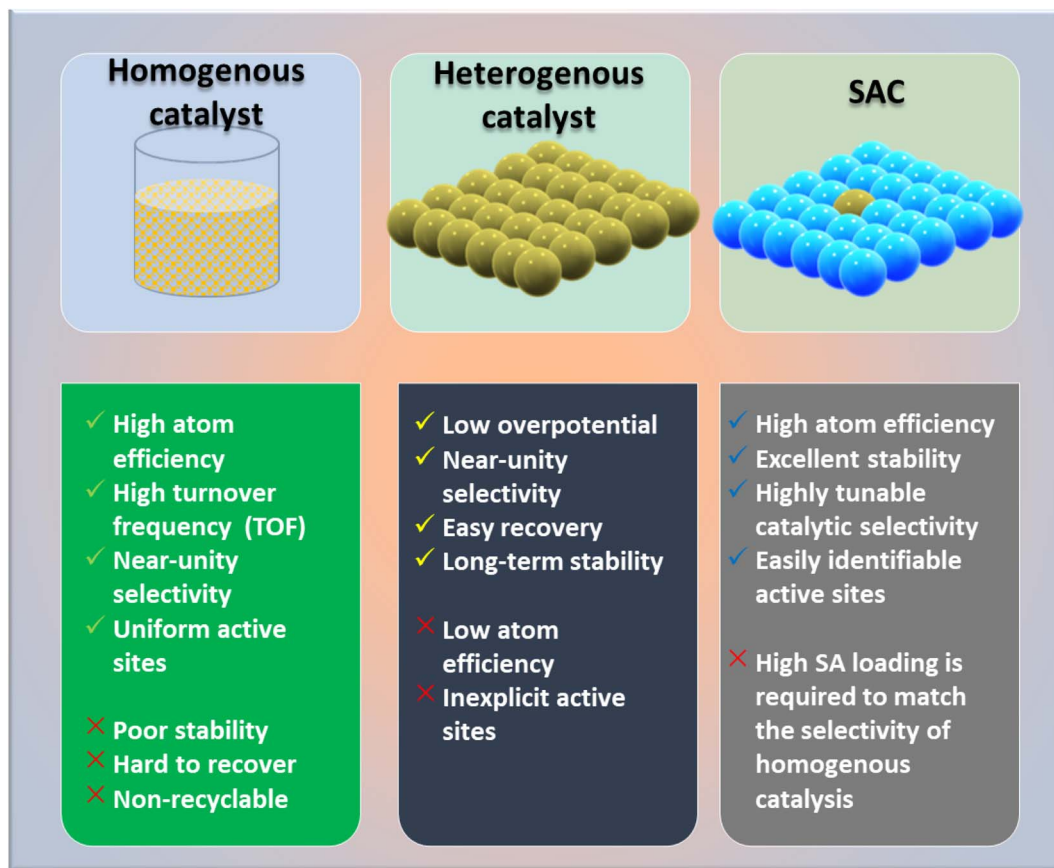 Homogenous
catalyst
Heterogenous
catalyst
SAC
✓ High atom
efficiency
✓ High turnover
frequency (TOF)
✓ Near-unity
selectivity
✓ Uniform active
sites
✕ Poor stability
✕ Hard to recover
✕ Non-recyclable
✓ Low overpotential
✓ Near-unity
selectivity
✓ Easy recovery
✓ Long-term stability
✕ Low atom
efficiency
✕ Inexplicit active
sites
✓ High atom efficiency
✓ Excellent stability
✓ Highly tunable
catalytic selectivity
✓ Easily identifiable
active sites
✕ High SA loading is
required to match
the selectivity of
homogenous
catalysis